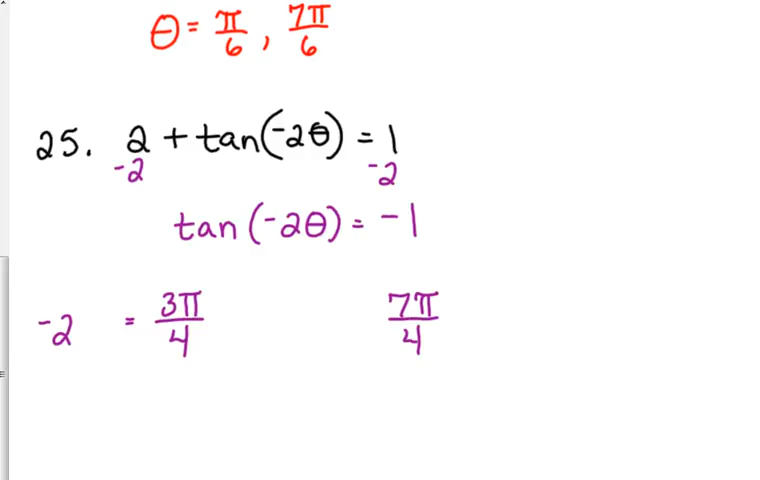 θ = π/6, 7π/6
25. 2 + tan(-2θ) = 1
-2 -2
tan(-2θ) = -1
-2 = 3π/4 7π/4